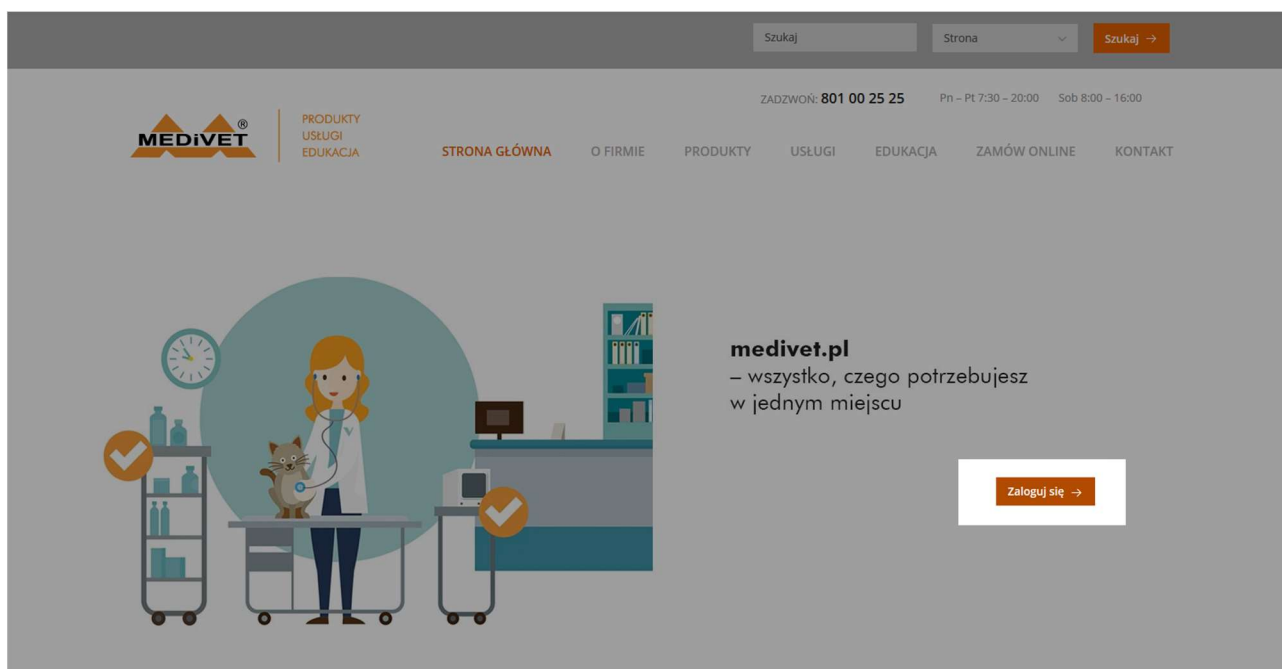 Szukaj
Strona
Szukaj →
ZADZWOŃ: 801 00 25 25 Pn – Pt 7:30 – 20:00 Sob 8:00 – 16:00
MEDiVET®
PRODUKTY
USŁUGI
EDUKACJA
STRONA GŁÓWNA O FIRMIE PRODUKTY USŁUGI EDUKACJA ZAMÓW ONLINE KONTAKT
medivet.pl
– wszystko, czego potrzebujesz
w jednym miejscu
Zaloguj się →